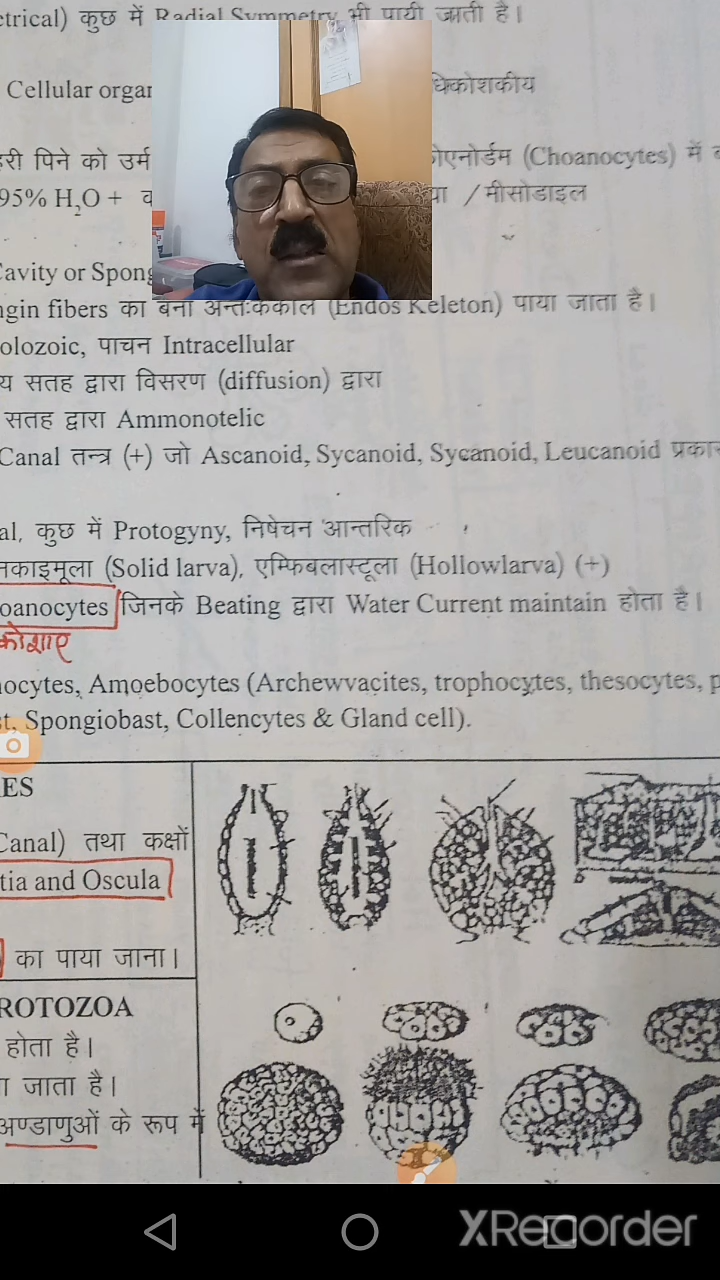 etrical) कुछ में Radial Symmetry भी पायी जाती है।
Cellular organ धिकोशकीय
हरी पिने को उर्म ोएनोर्डम (Choanocytes) में
95% H₂O + या / मीसोडाइल
Cavity or Spong
ngin fibers का बना अन्तःकंकाल (Endos Keleton) पाया जाता है।
olozoic, पाचन Intracellular
य सतह द्वारा विसरण (diffusion) द्वारा
सतह द्वारा Ammonotelic
Canal तन्त्र (+) जो Ascanoid, Sycanoid, Sycanoid, Leucanoid प्रकार
al, कुछ में Protogyny, निषेचन आन्तरिक
नकाइमूला (Solid larva), एम्फिबलास्टूला (Hollowlarva) (+)
oanocytes जिनके Beating द्वारा Water Current maintain होता है।
कोशाए
nocytes, Amoebocytes (Archewvacites, trophocytes, thesocytes, p
st, Spongiobast, Collencytes & Gland cell).
ES
Canal) तथा कक्षों
tia and Oscula
का पाया जाना।
ROTOZOA
होता है।
ा जाता है।
अण्डाणुओं के रूप में
XRecorder